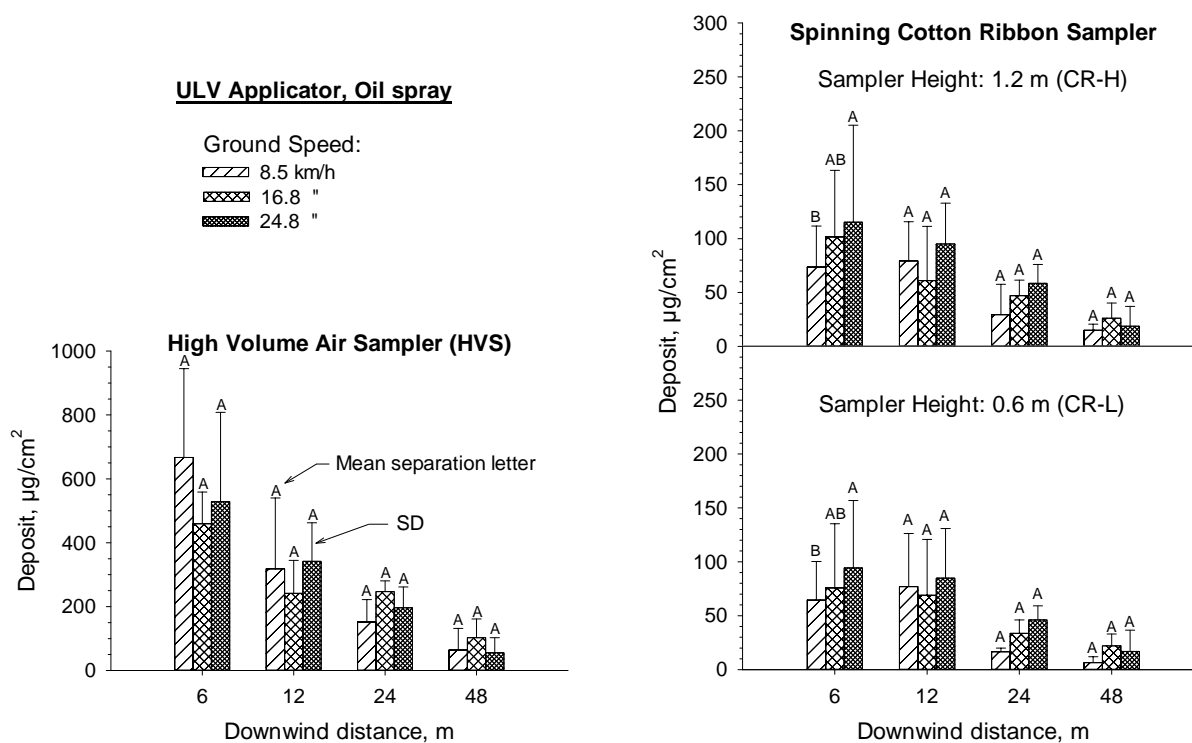 ULV Applicator, Oil spray
Ground Speed:
8.5 km/h
16.8 "
24.8 "
High Volume Air Sampler (HVS)
Deposit, µg/cm²
1000
800
600
400
200
0
A A A
A A A
A A A
A A A
Mean separation letter
SD
6 12 24 48
Downwind distance, m
Spinning Cotton Ribbon Sampler
Sampler Height: 1.2 m (CR-H)
Deposit, µg/cm²
300
250
200
150
100
50
0
B AB A
A A A
A A A
A A A
Sampler Height: 0.6 m (CR-L)
250
200
150
100
50
0
B AB A
A A A
A A A
A A A
6 12 24 48
Downwind distance, m